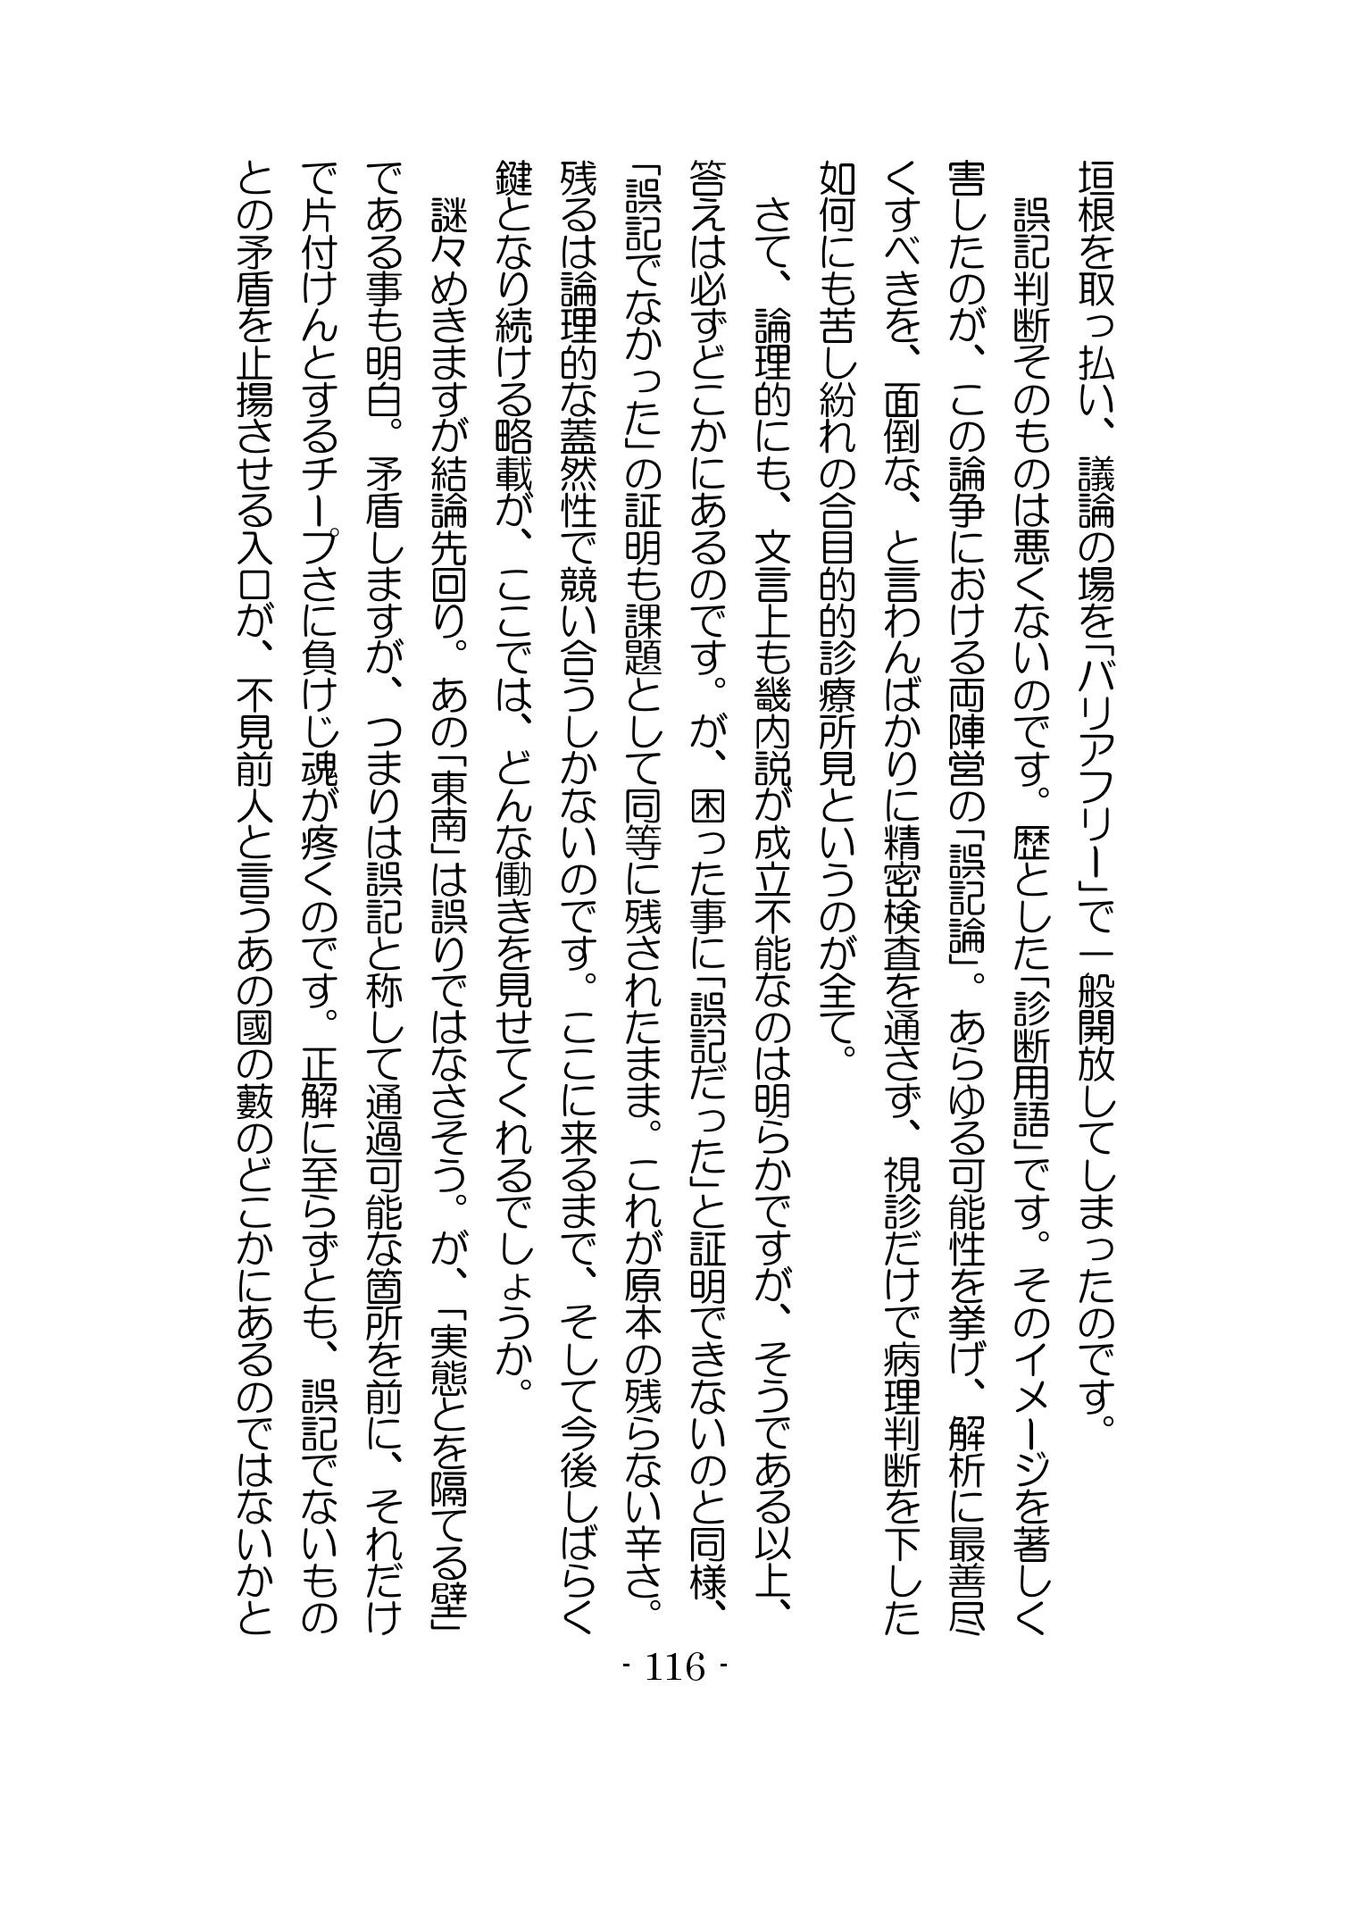 垣根を取っ払い、議論の場を「バリアフリー」で一般開放してしまったのです。
　誤記判断そのものは悪くないのです。歴とした「診断用語」です。そのイメージを著しく
害したのが、この論争における両陣営の「誤記論」。あらゆる可能性を挙げ、解析に最善尽
くすべきを、面倒な、と言わんばかりに精密検査を通さず、視診だけで病理判断を下した
如何にも苦し紛れの合目的的診療所見というのが全て。
　さて、論理的にも、文言上も畿内説が成立不能なのは明らかですが、そうである以上、
答えは必ずどこかにあるのです。が、困った事に「誤記だった」と証明できないのと同様、
「誤記でなかった」の証明も課題として同等に残されたまま。これが原本の残らない辛さ。
残るは論理的な蓋然性で競い合うしかないのです。ここに来るまで、そして今後しばらく
鍵となり続ける略載が、ここでは、どんな働きを見せてくれるでしょうか。
　謎々めきますが結論先回り。あの「東南」は誤りではなさそう。が、「実態とを隔てる壁」
である事も明白。矛盾しますが、つまりは誤記と称して通過可能な箇所を前に、それだけ
で片付けんとするチープさに負けじ魂が疼くのです。正解に至らずとも、誤記でないもの
との矛盾を止揚させる入口が、不見前人と言うあの國の藪のどこかにあるのではないかと
- 116 -